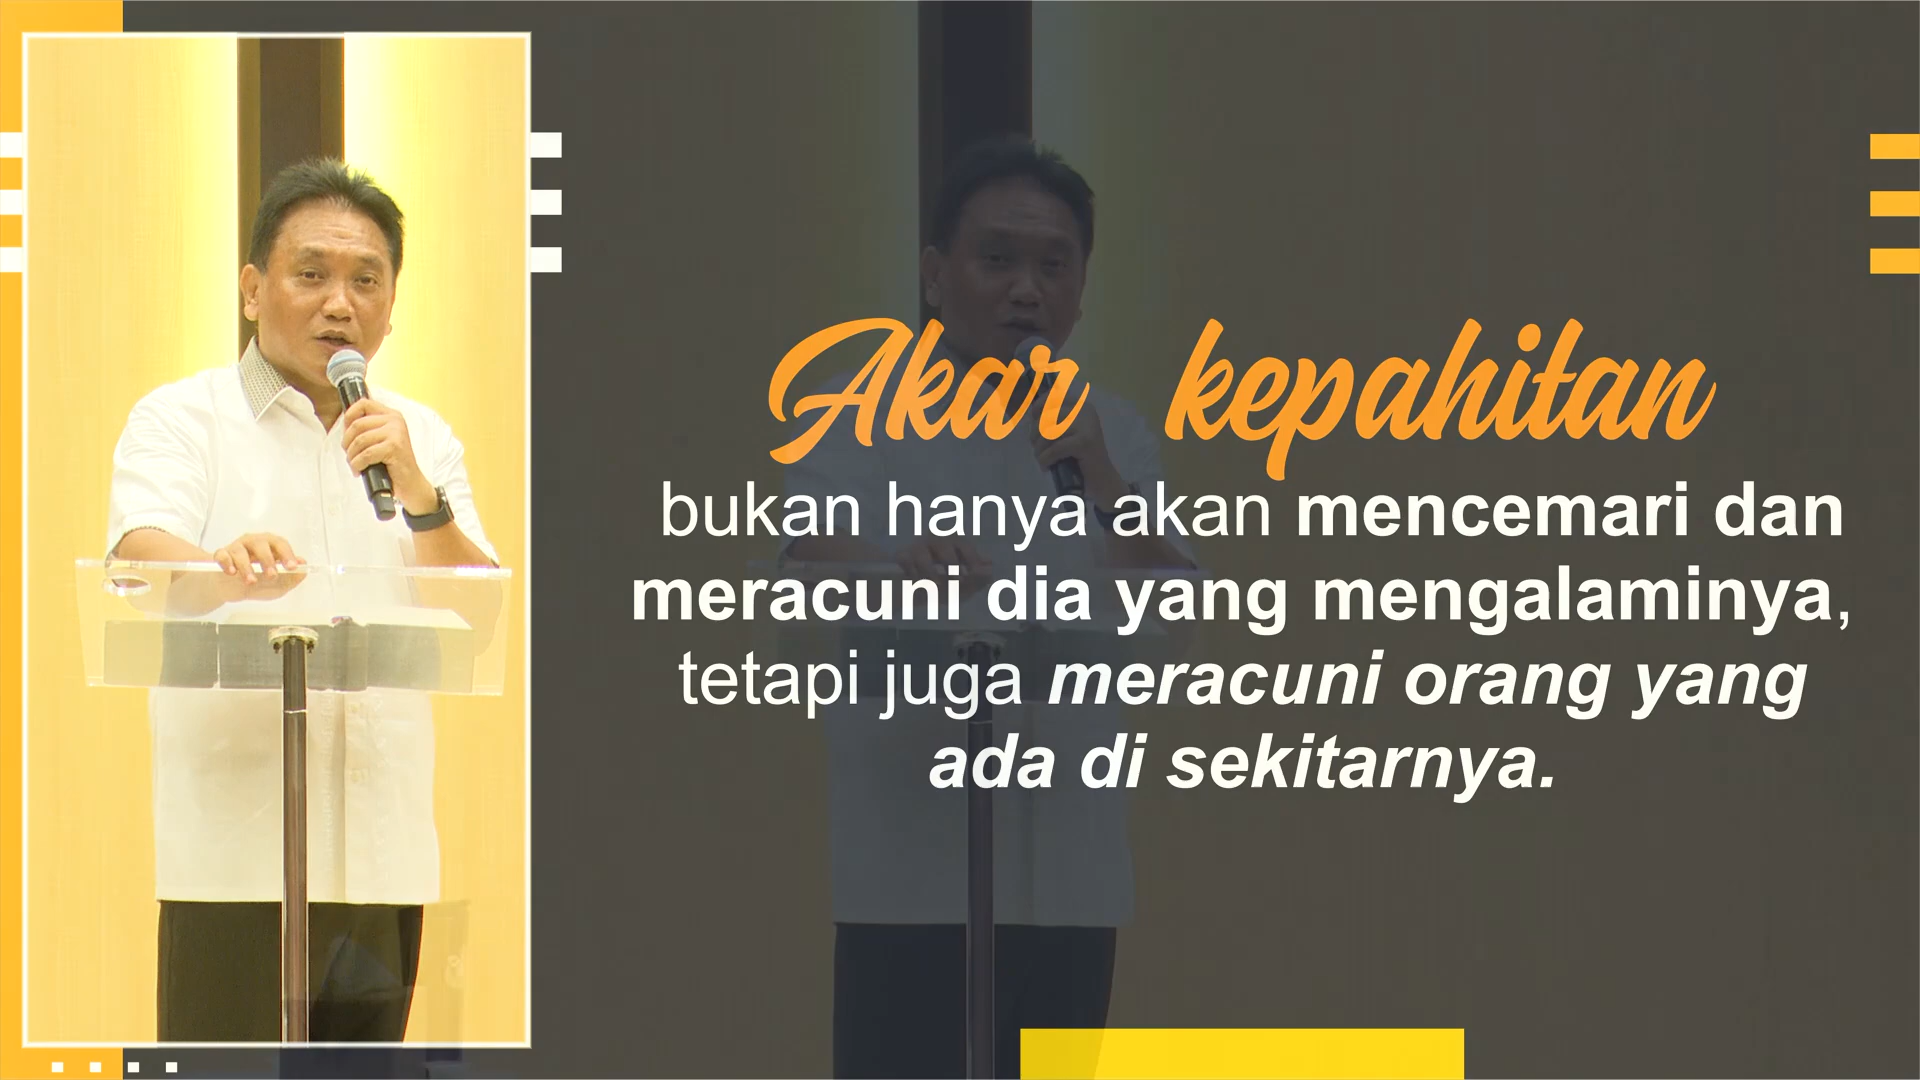 Akar kepahitan
bukan hanya akan mencemari dan
meracuni dia yang mengalaminya,
tetapi juga meracuni orang yang
ada di sekitarnya.